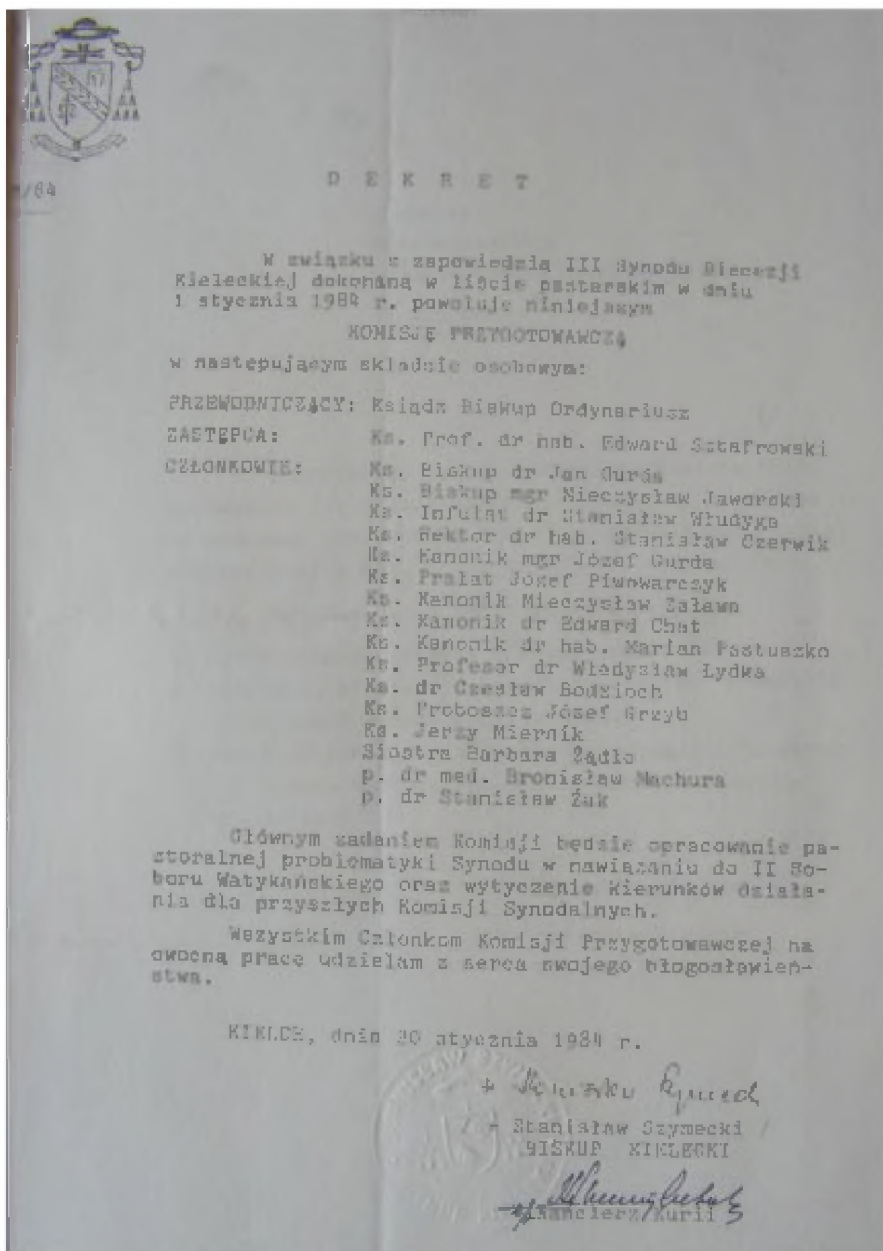 /84
D E K R E T
W związku z zapowiedzią III Synodu Diecezji
Kieleckiej dokonaną w liście pasterskim w dniu
1 stycznia 1984 r. powołuję niniejszym
KOMISJĘ PRZYGOTOWAWCZĄ
w następującym składzie osobowym:
PRZEWODNICZĄCY: Ksiądz Biskup Ordynariusz
ZASTĘPCA: Ks. Prof. dr hab. Edward Sztafrowski
CZŁONKOWIE: Ks. Biskup dr Jan Gurda
Ks. Biskup mgr Mieczysław Jaworski
Ks. Infułat dr Stanisław Włudyga
Ks. Rektor dr hab. Stanisław Czerwik
Ks. Kanonik mgr Józef Gurda
Ks. Prałat Józef Piwowarczyk
Ks. Kanonik Mieczysław Zaława
Ks. Kanonik dr Edward Chat
Ks. Kanonik dr hab. Marian Pastuszko
Ks. Profesor dr Władysław Łydka
Ks. dr Czesław Bodzioch
Ks. Proboszcz Józef Grzyb
Ks. Jerzy Miernik
Siostra Barbara Żądło
p. dr med. Bronisław Machura
p. dr Stanisław Żak
Głównym zadaniem Komisji będzie opracowanie pa-
storalnej problematyki Synodu w nawiązaniu do II So-
boru Watykańskiego oraz wytyczenie kierunków działa-
nia dla przyszłych Komisji Synodalnych.
Wszystkim Członkom Komisji Przygotowawczej na
owocną pracę udzielam z serca swojego błogosławień-
stwa.
KIELCE, dnia 20 stycznia 1984 r.
/ - Stanisław Szymecki /
BISKUP KIELECKI
Kanclerz Kurii